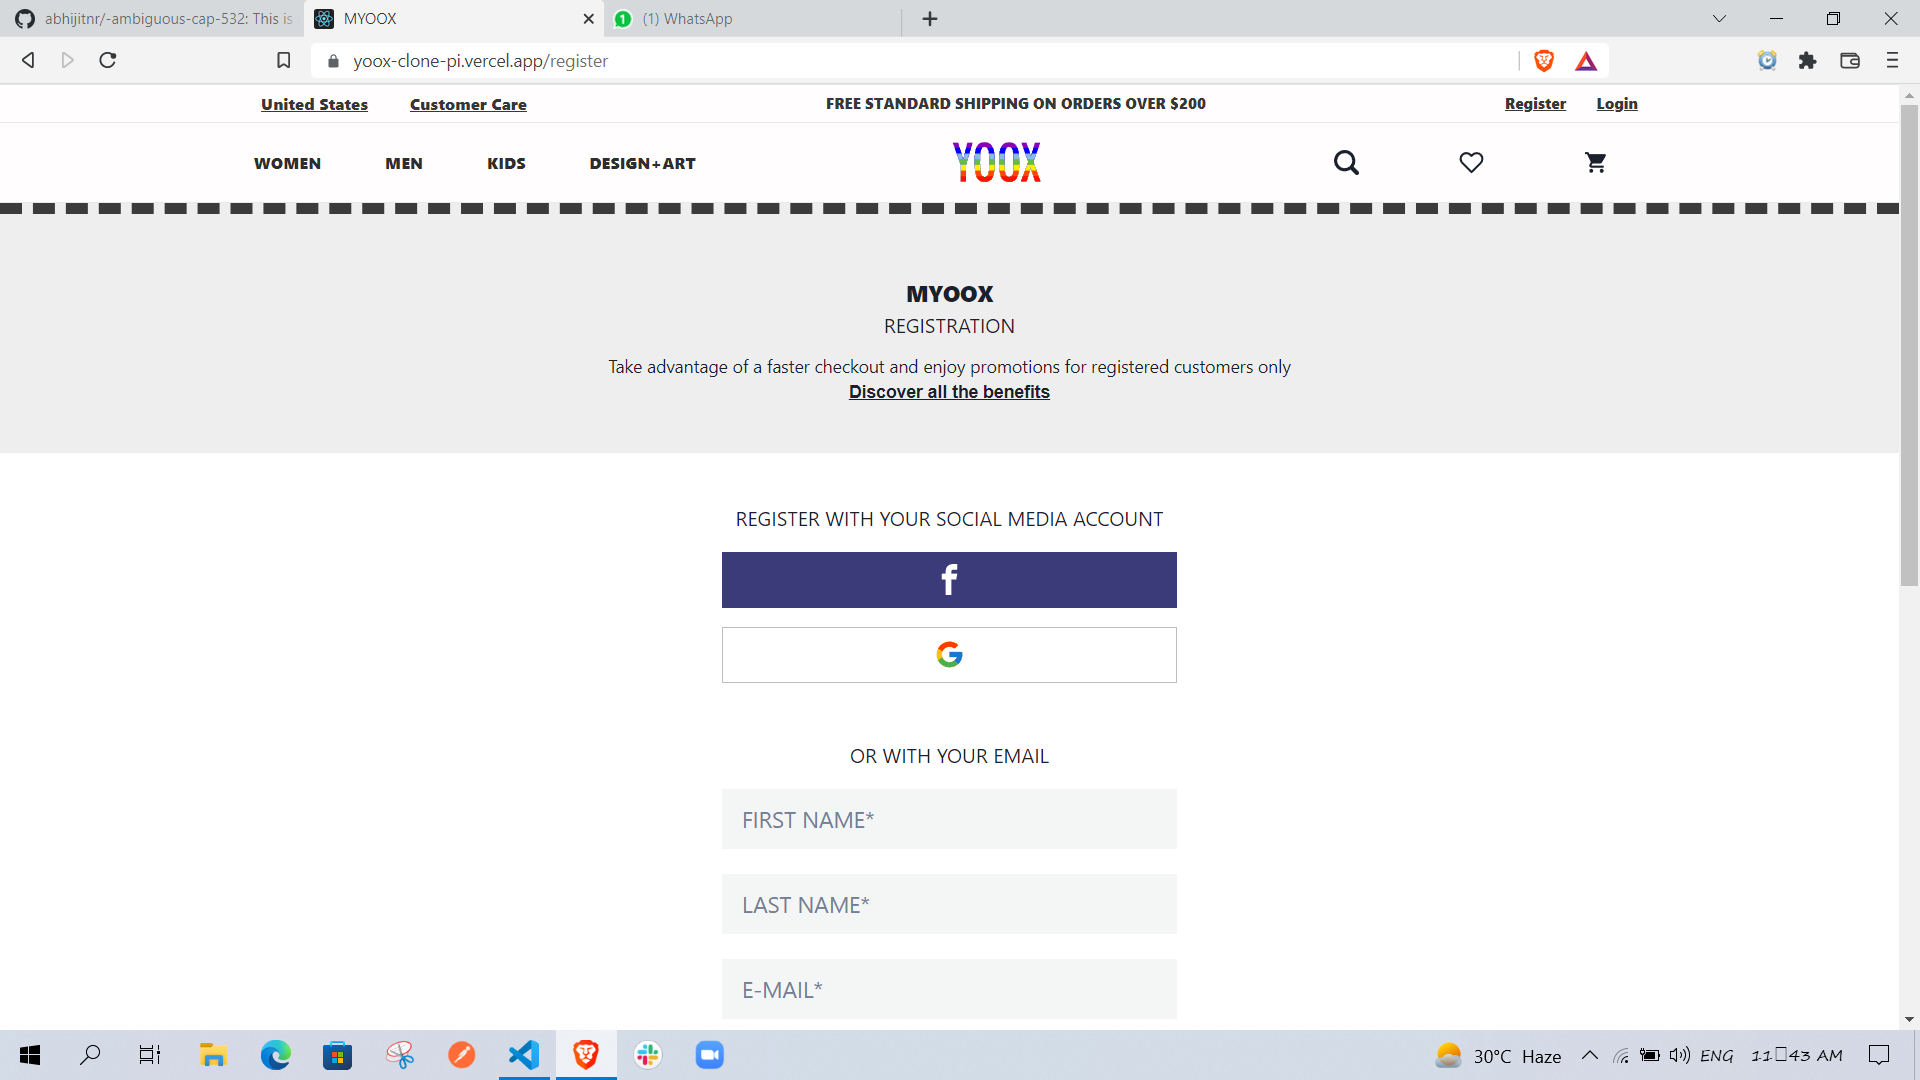 abhijitnr/-ambiguous-cap-532: This is
MYOOX
(1) WhatsApp
yoox-clone-pi.vercel.app/register
United States
Customer Care
FREE STANDARD SHIPPING ON ORDERS OVER $200
Register
Login
WOMEN
MEN
KIDS
DESIGN+ART
YOOX
MYOOX
REGISTRATION
Take advantage of a faster checkout and enjoy promotions for registered customers only
Discover all the benefits
REGISTER WITH YOUR SOCIAL MEDIA ACCOUNT
OR WITH YOUR EMAIL
FIRST NAME*
LAST NAME*
E-MAIL*
30°C Haze
ENG
11▯43 AM